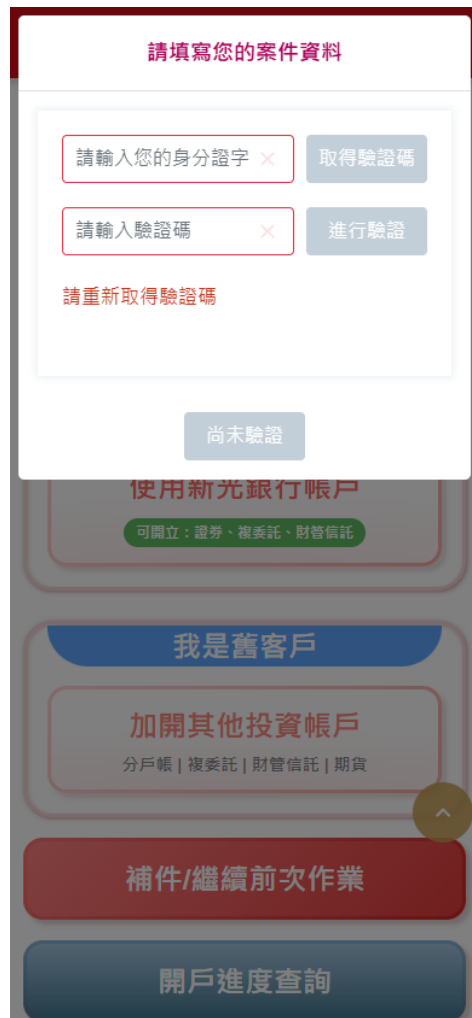 請填寫您的案件資料
請輸入您的身分證字
取得驗證碼
請輸入驗證碼
進行驗證
請重新取得驗證碼
尚未驗證
使用新光銀行帳戶
可開立：證券、複委託、財管信託
我是舊客戶
加開其他投資帳戶
分戶帳 | 複委託 | 財管信託 | 期貨
補件/繼續前次作業
開戶進度查詢